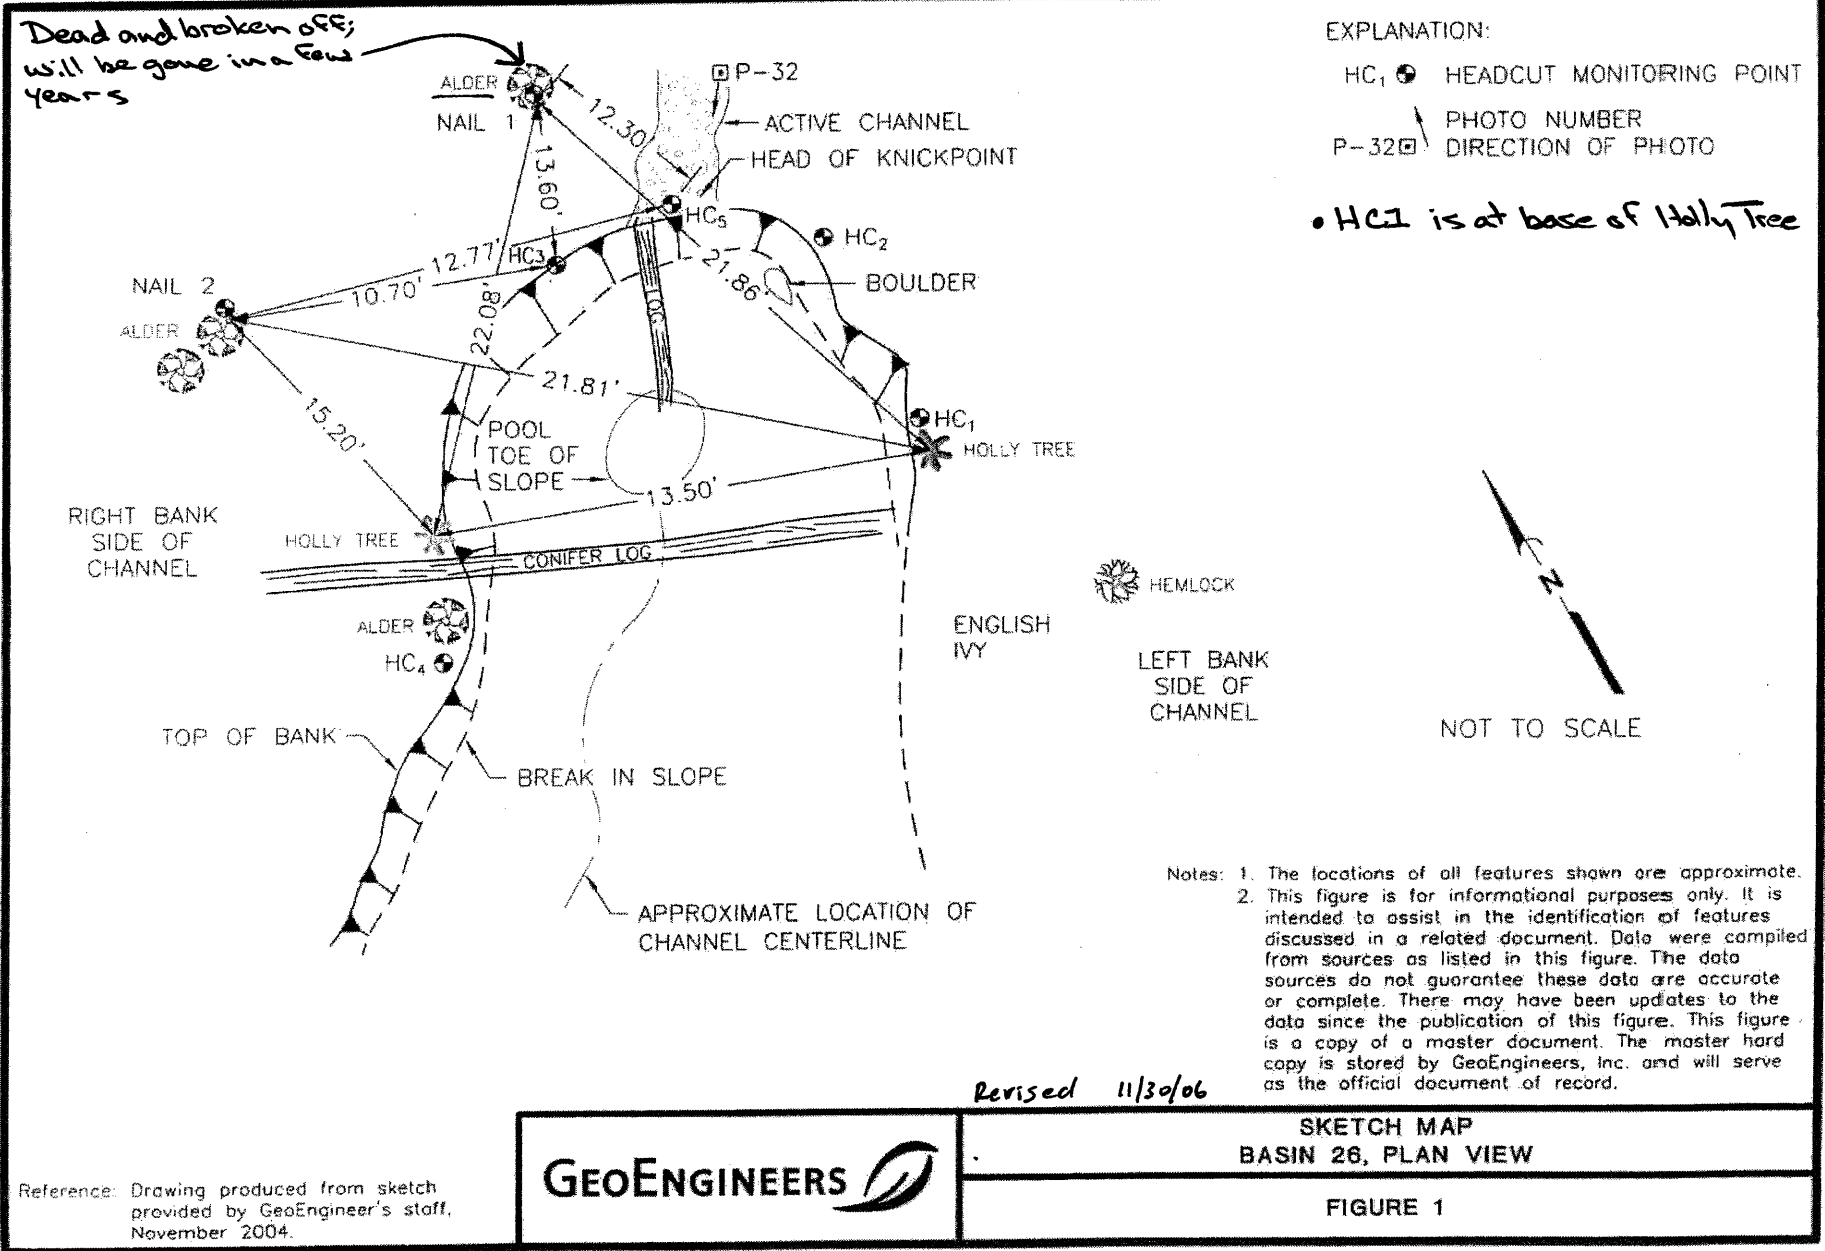 Dead and broken off;
will be gone in a few
years
ALDER
NAIL 1
12.30'
13.60'
P-32
ACTIVE CHANNEL
HEAD OF KNICKPOINT
HC5
HC2
BOULDER
12.77'
HC3
10.70'
NAIL 2
ALDER
22.08'
LOG
21.86'
21.81'
15.20'
POOL
TOE OF
SLOPE
HC1
HOLLY TREE
13.50'
RIGHT BANK
SIDE OF
CHANNEL
HOLLY TREE
CONIFER LOG
ALDER
HC4
HEMLOCK
ENGLISH
IVY
LEFT BANK
SIDE OF
CHANNEL
TOP OF BANK
BREAK IN SLOPE
APPROXIMATE LOCATION OF
CHANNEL CENTERLINE
EXPLANATION:
HC1 HEADCUT MONITORING POINT
PHOTO NUMBER
P-32 DIRECTION OF PHOTO
• HC1 is at base of Holly Tree
N
NOT TO SCALE
Notes: 1. The locations of all features shown are approximate.
2. This figure is for informational purposes only. It is
intended to assist in the identification of features
discussed in a related document. Data were compiled
from sources as listed in this figure. The data
sources do not guarantee these data are accurate
or complete. There may have been updates to the
data since the publication of this figure. This figure
is a copy of a master document. The master hard
copy is stored by GeoEngineers, Inc. and will serve
as the official document of record.
Revised 11/30/06
Reference: Drawing produced from sketch
provided by GeoEngineer's staff,
November 2004.
GEOENGINEERS
SKETCH MAP
BASIN 26, PLAN VIEW
FIGURE 1